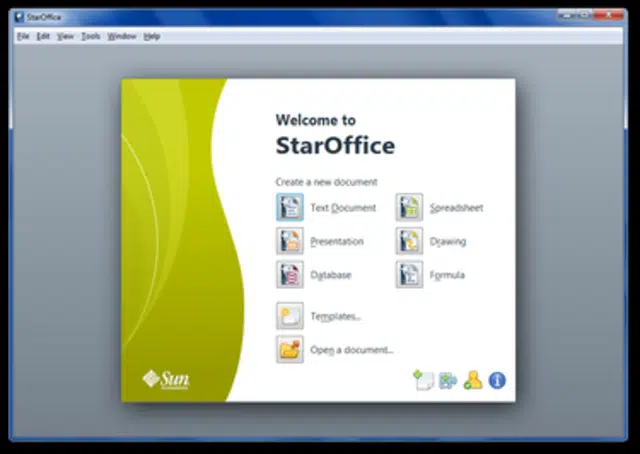 StarOffice
File Edit View Tools Window Help
Welcome to
StarOffice
Create a new document
Text Document Spreadsheet
Presentation Drawing
Database Formula
Templates...
Open a document...
Sun